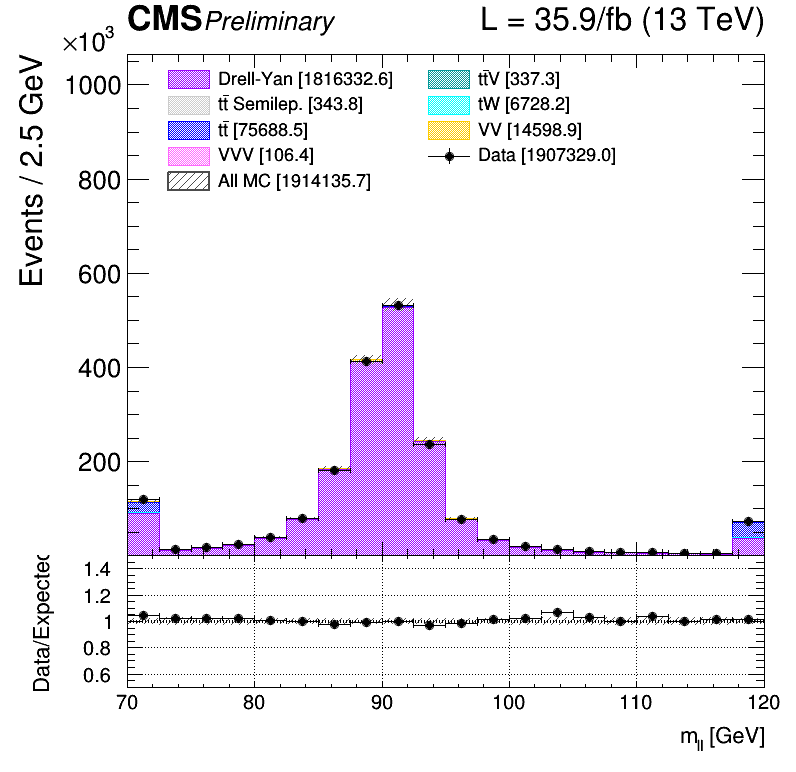 CMS Preliminary L = 35.9/fb (13 TeV)
×10³
Events / 2.5 GeV
1000
800
600
400
200
Drell-Yan [1816332.6]
tt̄ Semilep. [343.8]
tt̄ [75688.5]
VVV [106.4]
All MC [1914135.7]
tt̄V [337.3]
tW [6728.2]
VV [14598.9]
Data [1907329.0]
Data/Expected
1.4
1.2
1
0.8
0.6
70 80 90 100 110 120
m_ll [GeV]